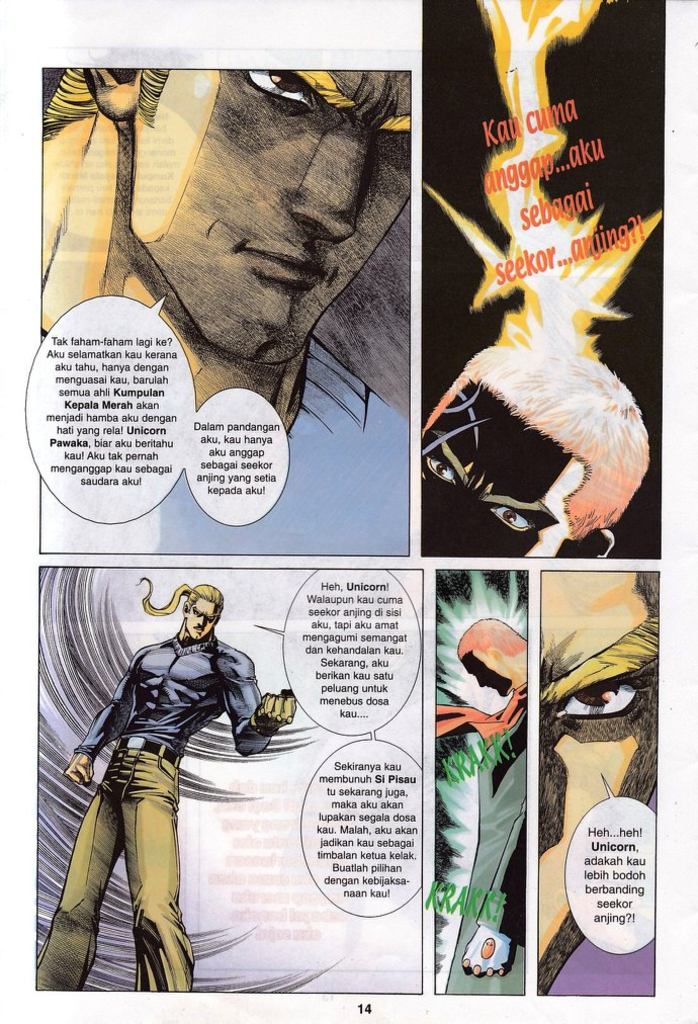 Tak faham-faham lagi ke?
Aku selamatkan kau kerana
aku tahu, hanya dengan
menguasai kau, barulah
semua ahli Kumpulan
Kepala Merah akan
menjadi hamba aku dengan
hati yang rela! Unicorn
Pawaka, biar aku beritahu
kau! Aku tak pernah
menganggap kau sebagai
saudara aku!
Dalam pandangan
aku, kau hanya
aku anggap
sebagai seekor
anjing yang setia
kepada aku!
Kau cuma
anggap...aku
sebagai
seekor...anjing?!
Heh, Unicorn!
Walaupun kau cuma
seekor anjing di sisi
aku, tapi aku amat
mengagumi semangat
dan kehandalan kau.
Sekarang, aku
berikan kau satu
peluang untuk
menebus dosa
kau....
Sekiranya kau
membunuh Si Pisau
tu sekarang juga,
maka aku akan
lupakan segala dosa
kau. Malah, aku akan
jadikan kau sebagai
timbalan ketua kelak.
Buatlah pilihan
dengan kebijaksa-
naan kau!
KRAKK!
KRAKK!
Heh...heh!
Unicorn,
adakah kau
lebih bodoh
berbanding
seekor
anjing?!
14